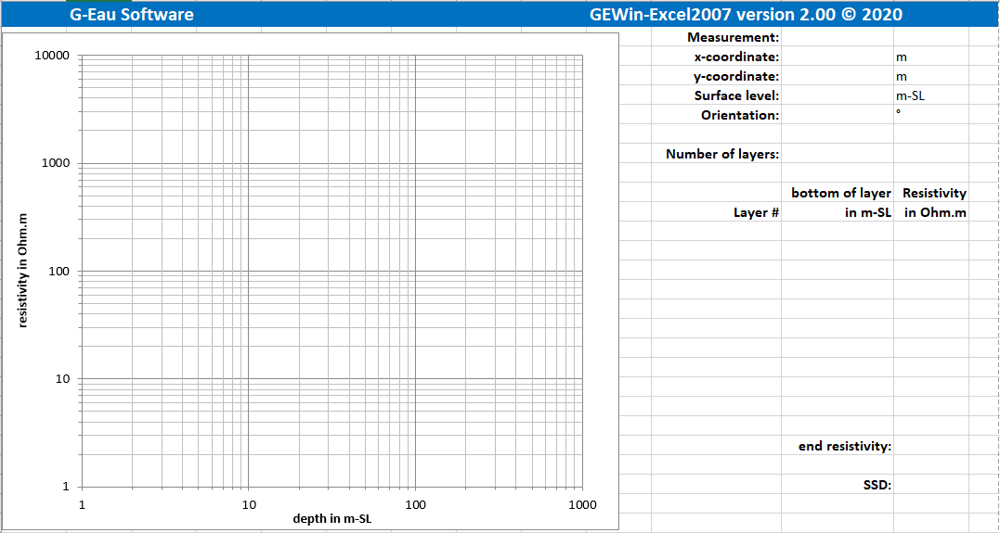 G-Eau Software GEWin-Excel2007 version 2.00 © 2020
Measurement:
x-coordinate: m
y-coordinate: m
Surface level: m-SL
Orientation: °
Number of layers:
bottom of layer Resistivity
Layer # in m-SL in Ohm.m
end resistivity:
SSD:
resistivity in Ohm.m
10000
1000
100
10
1
1 10 100 1000
depth in m-SL